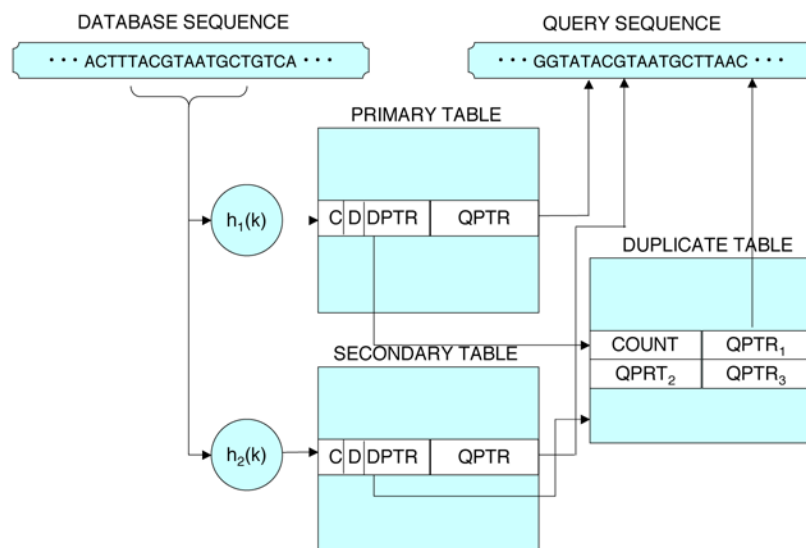 DATABASE SEQUENCE
QUERY SEQUENCE
··· ACTTTACGTAATGCTGTCA ···
··· GGTATACGTAATGCTTAAC ···
PRIMARY TABLE
h₁(k)
C D DPTR QPTR
DUPLICATE TABLE
COUNT QPTR₁
QPRT₂ QPTR₃
SECONDARY TABLE
h₂(k)
C D DPTR QPTR